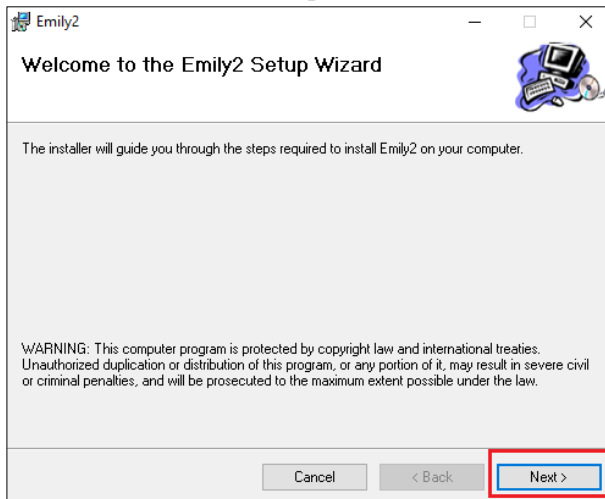 Emily2
Welcome to the Emily2 Setup Wizard
The installer will guide you through the steps required to install Emily2 on your computer.
WARNING: This computer program is protected by copyright law and international treaties.
Unauthorized duplication or distribution of this program, or any portion of it, may result in severe civil
or criminal penalties, and will be prosecuted to the maximum extent possible under the law.
Cancel
< Back
Next >